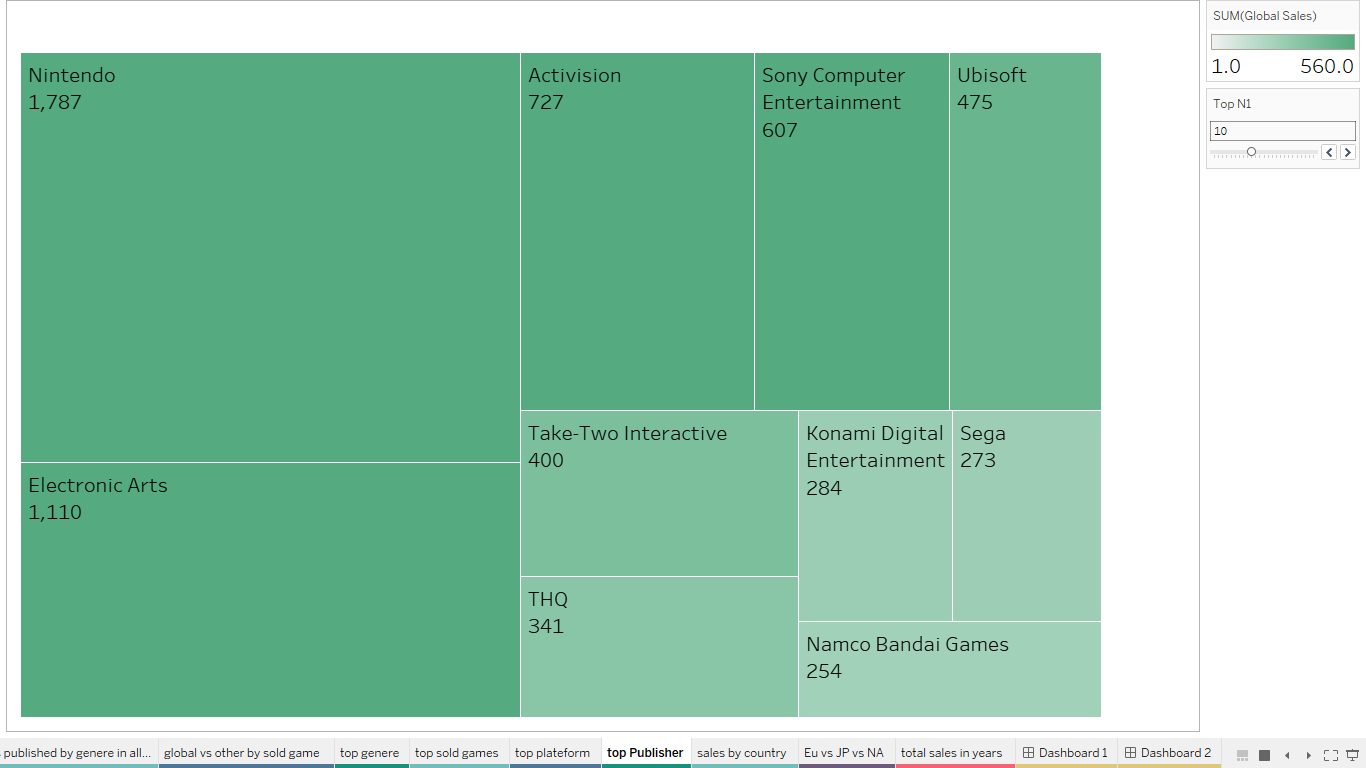 Nintendo
1,787
Activision
727
Sony Computer
Entertainment
607
Ubisoft
475
Electronic Arts
1,110
Take-Two Interactive
400
Konami Digital
Entertainment
284
Sega
273
THQ
341
Namco Bandai Games
254
SUM(Global Sales)
1.0 560.0
Top N1
10
published by genere in all... global vs other by sold game top genere top sold games top plateform top Publisher sales by country Eu vs JP vs NA total sales in years Dashboard 1 Dashboard 2